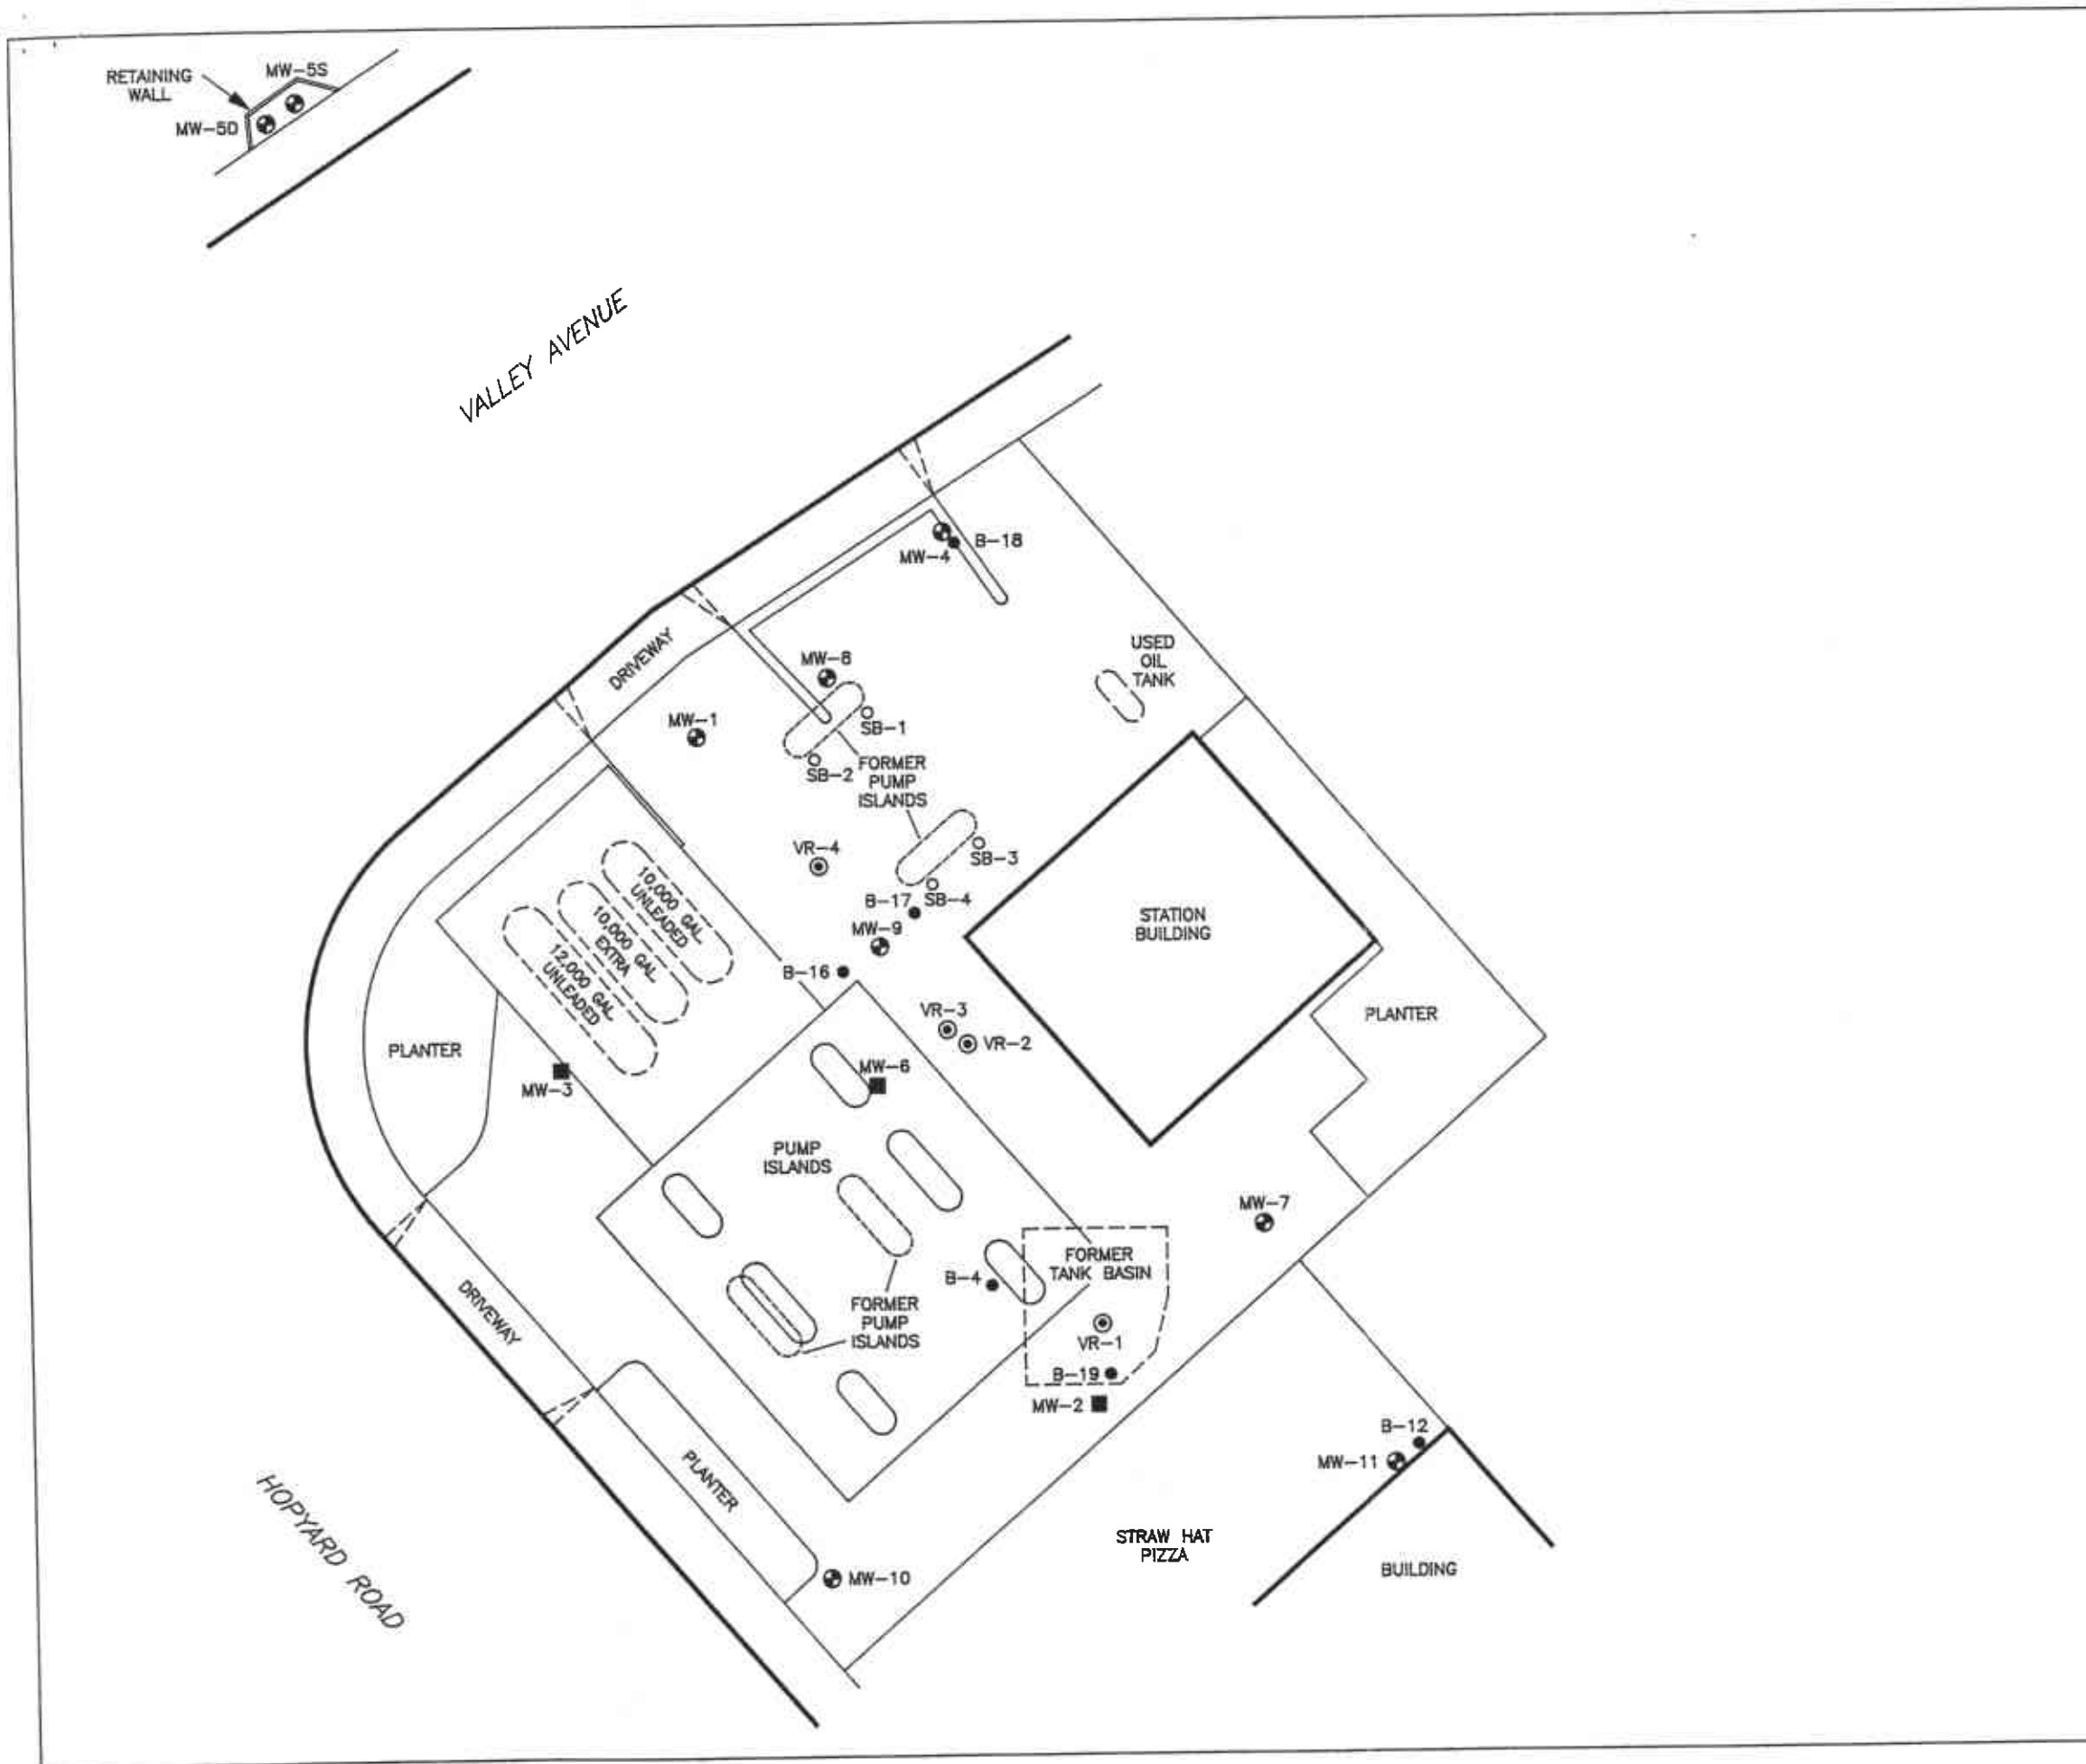 RETAINING
WALL
MW-5S
MW-5D
VALLEY AVENUE
MW-4
B-18
DRIVEWAY
MW-8
USED
OIL
TANK
MW-1
SB-1
SB-2
FORMER
PUMP
ISLANDS
VR-4
SB-3
SB-4
B-17
MW-9
B-16
10,000 GAL.
UNLEADED
10,000 GAL.
EXTRA
12,000 GAL.
UNLEADED
STATION
BUILDING
PLANTER
VR-3
VR-2
PLANTER
MW-3
MW-6
PUMP
ISLANDS
MW-7
FORMER
TANK BASIN
B-4
FORMER
PUMP
ISLANDS
VR-1
B-19
MW-2
DRIVEWAY
PLANTER
B-12
MW-11
HOPYARD ROAD
STRAW HAT
PIZZA
BUILDING
MW-10